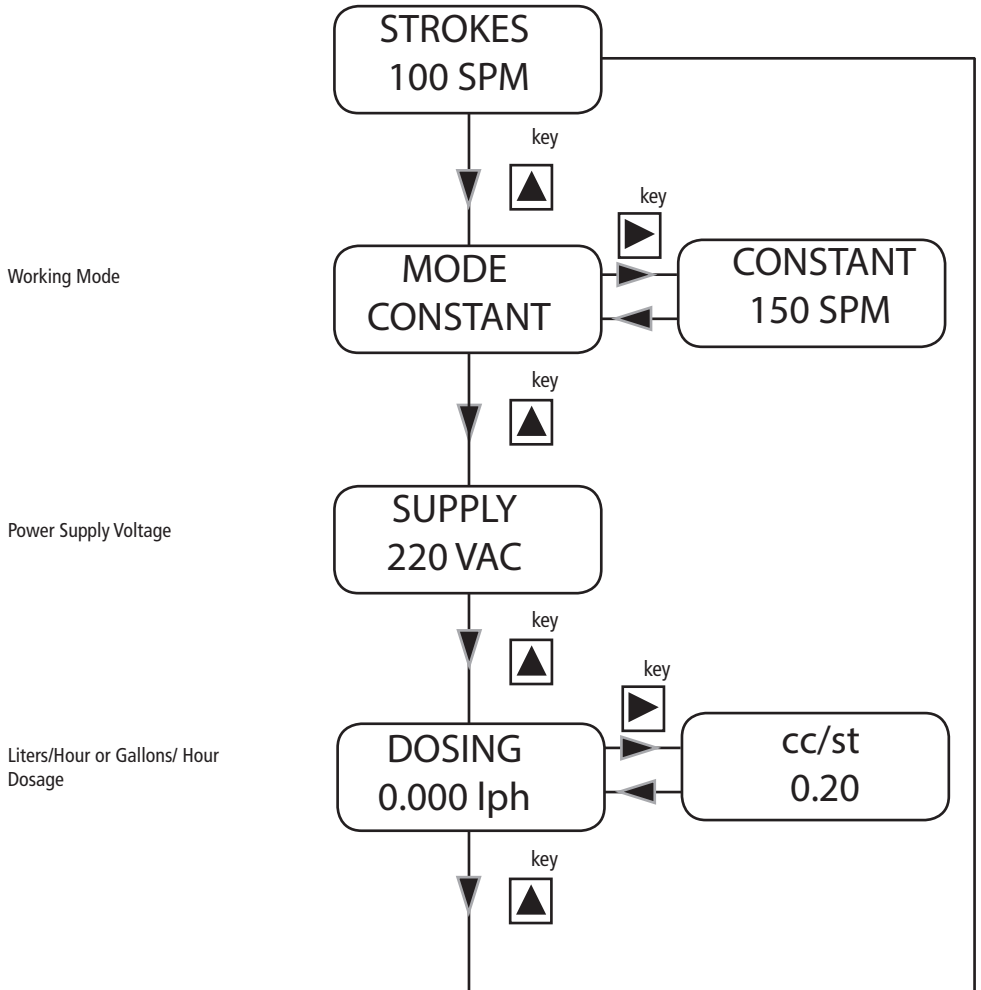 STROKES
100 SPM
key
key
Working Mode
MODE
CONSTANT
CONSTANT
150 SPM
key
Power Supply Voltage
SUPPLY
220 VAC
key
key
Liters/Hour or Gallons/ Hour
Dosage
DOSING
0.000 lph
cc/st
0.20
key